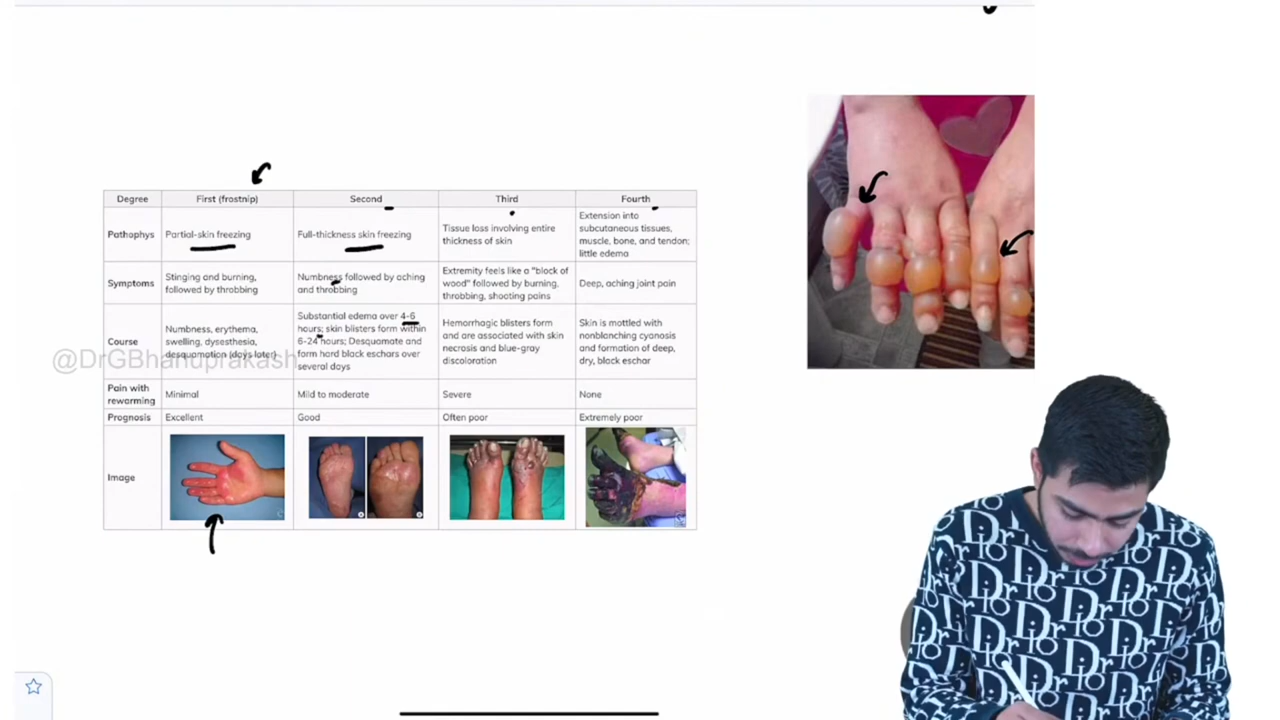 Degree
First (frostnip)
Second
Third
Fourth
Pathophys
Partial-skin freezing
Full-thickness skin freezing
Tissue loss involving entire
thickness of skin
Extension into
subcutaneous tissues,
muscle, bone, and tendon;
little edema
Symptoms
Stinging and burning,
followed by throbbing
Numbness followed by aching
and throbbing
Extremity feels like a "block of
wood" followed by burning,
throbbing, shooting pains
Deep, aching joint pain
Course
Numbness, erythema,
swelling, dysesthesia,
desquamation (days later)
Substantial edema over 4-6
hours; skin blisters form within
6-24 hours; Desquamate and
form hard black eschars over
several days
Hemorrhagic blisters form
and are associated with skin
necrosis and blue-gray
discoloration
Skin is mottled with
nonblanching cyanosis
and formation of deep,
dry, black eschar
@DrGBhanuprakash
Pain with
rewarming
Minimal
Mild to moderate
Severe
None
Prognosis
Excellent
Good
Often poor
Extremely poor
Image